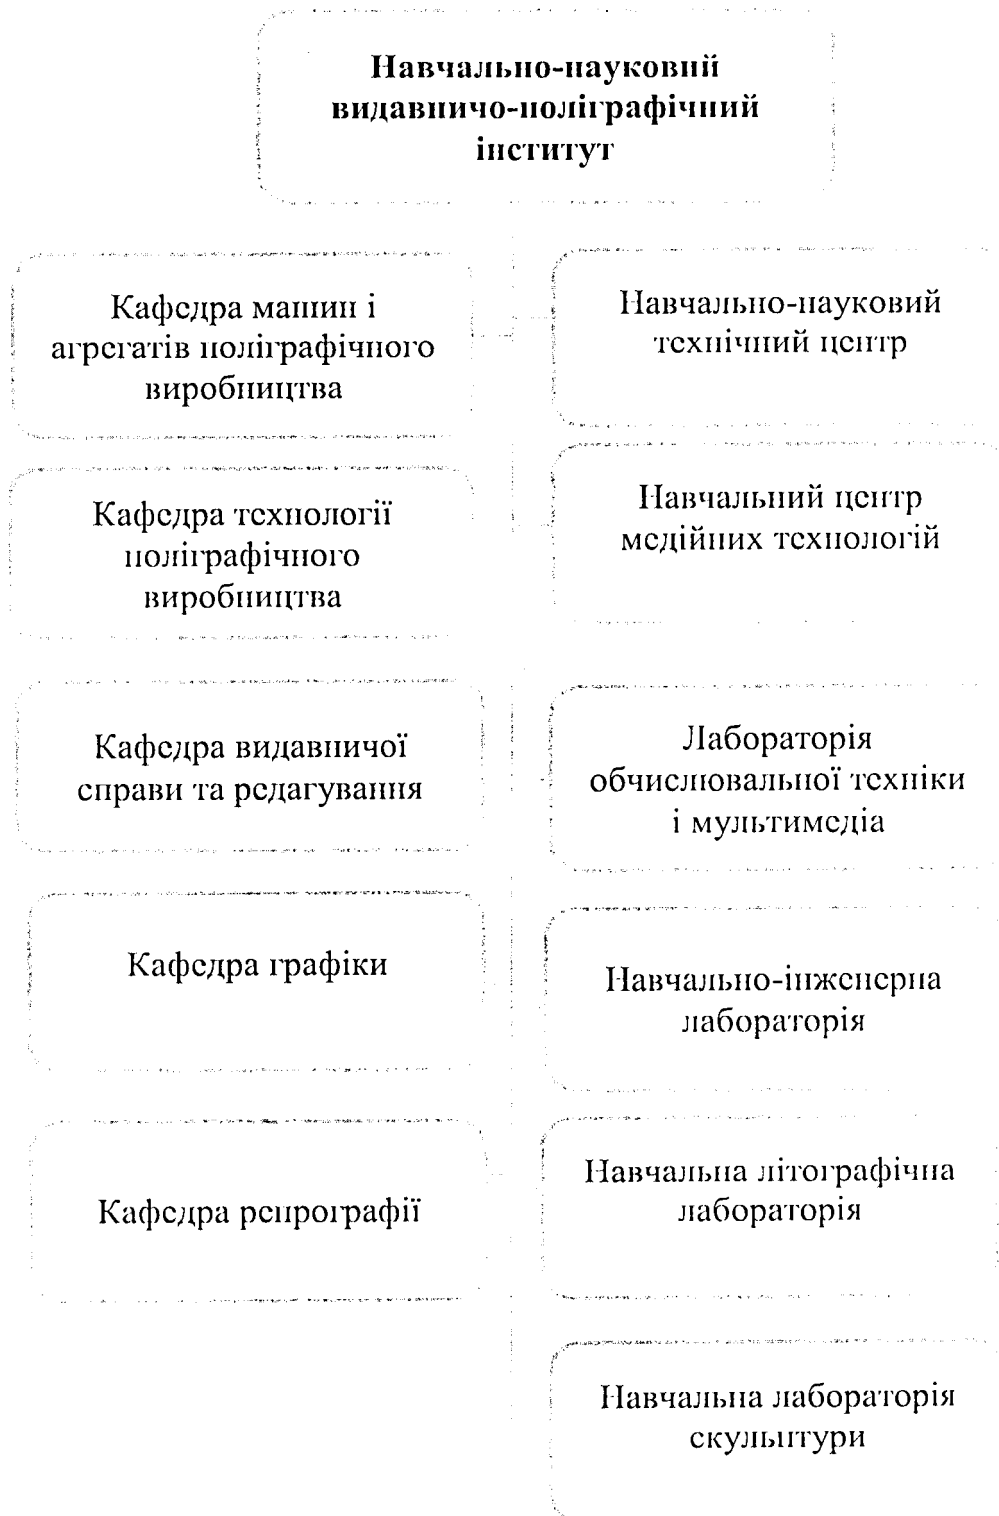 Навчально-науковий
видавничо-поліграфічний
інститут
Кафедра машин і
агрегатів поліграфічного
виробництва
Кафедра технології
поліграфічного
виробництва
Кафедра видавничої
справи та редагування
Кафедра графіки
Кафедра репрографії
Навчально-науковий
технічний центр
Навчальний центр
медійних технологій
Лабораторія
обчислювальної техніки
і мультимедіа
Навчально-інженерна
лабораторія
Навчальна літографічна
лабораторія
Навчальна лабораторія
скульптури